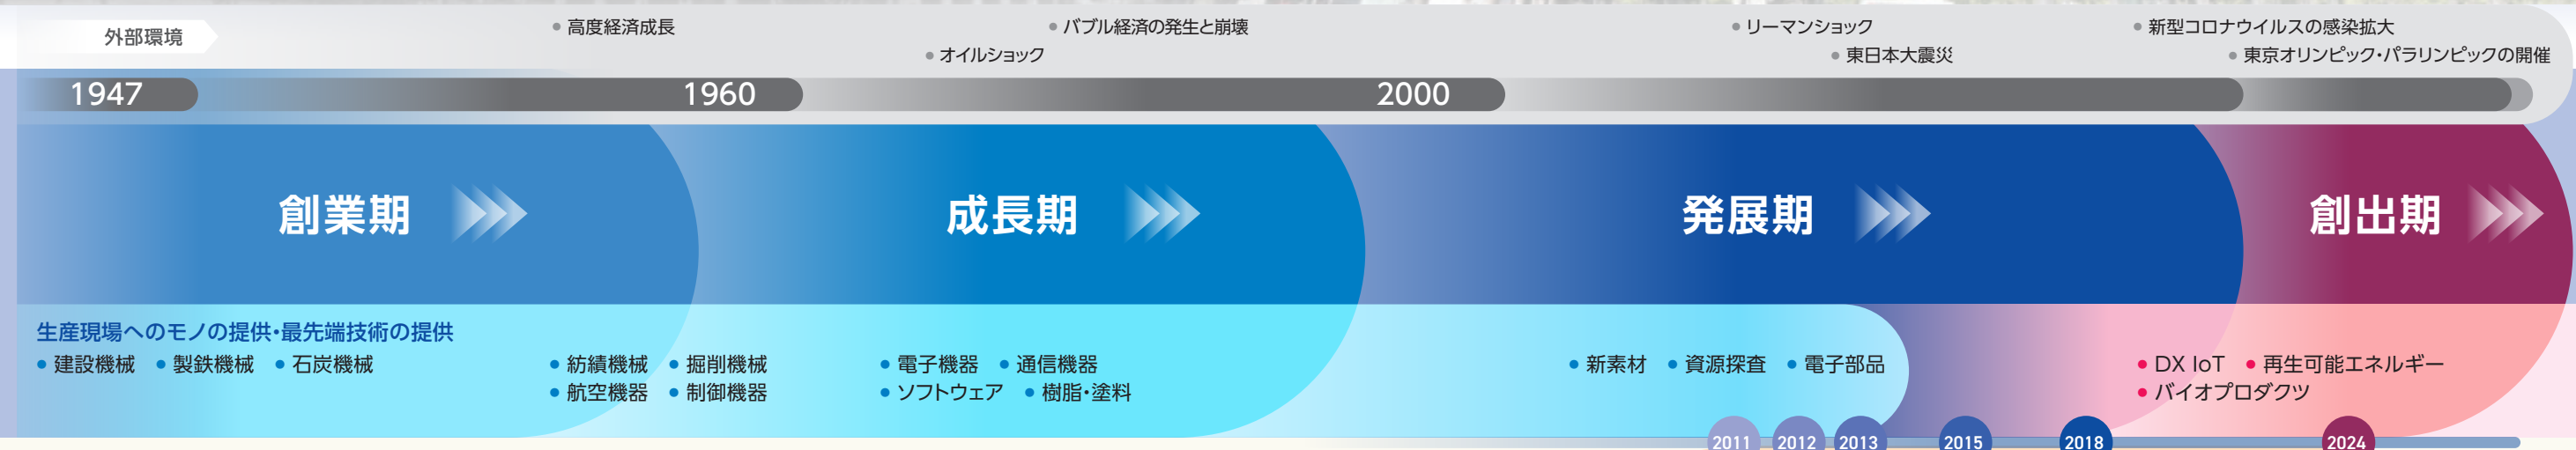 外部環境
● 高度経済成長
● バブル経済の発生と崩壊
● リーマンショック
● 新型コロナウイルスの感染拡大
● オイルショック
● 東日本大震災
● 東京オリンピック・パラリンピックの開催
1947
1960
2000
創業期
成長期
発展期
創出期
生産現場へのモノの提供・最先端技術の提供
● 建設機械 ● 製鉄機械 ● 石炭機械
● 紡績機械 ● 掘削機械
● 航空機器 ● 制御機器
● 電子機器 ● 通信機器
● ソフトウェア ● 樹脂・塗料
● 新素材 ● 資源探査 ● 電子部品
● DX IoT ● 再生可能エネルギー
● バイオプロダクツ
2011
2012
2013
2015
2018
2024